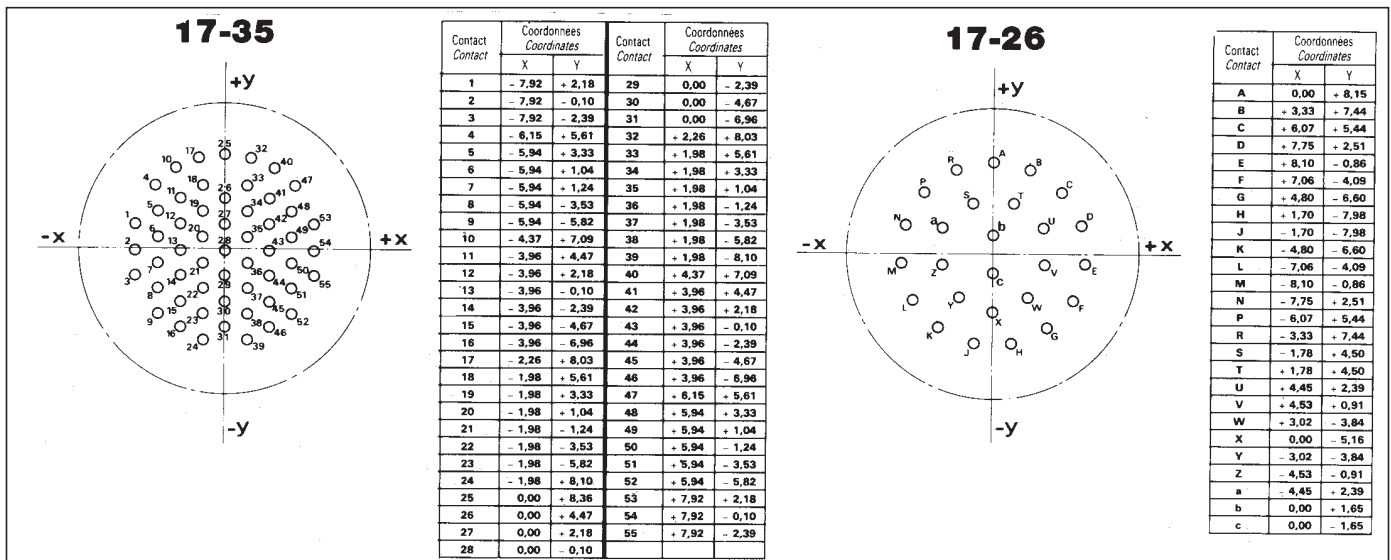 17-35
+y
-x
+x
-y
25
17
32
10
40
4
18
33
47
11
26
41
5
19
34
48
1
12
27
42
53
6
20
35
49
2
13
28
43
54
7
21
36
50
3
14
29
44
55
8
22
37
51
9
15
23
30
38
45
52
16
31
46
24
39
Contact Coordonnées Contact Coordonnées
Contact Coordinates Contact Coordinates
X Y X Y
1 - 7,92 + 2,18 29 0,00 - 2,39
2 - 7,92 - 0,10 30 0,00 - 4,67
3 - 7,92 - 2,39 31 0,00 - 6,96
4 - 6,15 + 5,61 32 + 2,26 + 8,03
5 - 5,94 + 3,33 33 + 1,98 + 5,61
6 - 5,94 + 1,04 34 + 1,98 + 3,33
7 - 5,94 + 1,24 35 + 1,98 + 1,04
8 - 5,94 - 3,53 36 + 1,98 - 1,24
9 - 5,94 - 5,82 37 + 1,98 - 3,53
10 - 4,37 + 7,09 38 + 1,98 - 5,82
11 - 3,96 + 4,47 39 + 1,98 - 8,10
12 - 3,96 + 2,18 40 + 4,37 + 7,09
13 - 3,96 - 0,10 41 + 3,96 + 4,47
14 - 3,96 - 2,39 42 + 3,96 + 2,18
15 - 3,96 - 4,67 43 + 3,96 - 0,10
16 - 3,96 - 6,96 44 + 3,96 - 2,39
17 - 2,26 + 8,03 45 + 3,96 - 4,67
18 - 1,98 + 5,61 46 + 3,96 - 6,96
19 - 1,98 + 3,33 47 + 6,15 + 5,61
20 - 1,98 + 1,04 48 + 5,94 + 3,33
21 - 1,98 - 1,24 49 + 5,94 + 1,04
22 - 1,98 - 3,53 50 + 5,94 - 1,24
23 - 1,98 - 5,82 51 + 5,94 - 3,53
24 - 1,98 + 8,10 52 + 5,94 - 5,82
25 0,00 + 8,36 53 + 7,92 + 2,18
26 0,00 + 4,47 54 + 7,92 - 0,10
27 0,00 + 2,18 55 + 7,92 - 2,39
28 0,00 - 0,10
17-26
+y
-x
+x
-y
A
R
B
P
S
T
C
N
a
b
U
D
M
Z
c
V
E
L
Y
X
W
F
K
J
H
G
Contact Coordonnées
Contact Coordinates
X Y
A 0,00 + 8,15
B + 3,33 + 7,44
C + 6,07 + 5,44
D + 7,75 + 2,51
E + 8,10 - 0,86
F + 7,06 - 4,09
G + 4,80 - 6,60
H + 1,70 - 7,98
J - 1,70 - 7,98
K - 4,80 - 6,60
L - 7,06 - 4,09
M - 8,10 - 0,86
N - 7,75 + 2,51
P - 6,07 + 5,44
R - 3,33 + 7,44
S - 1,78 + 4,50
T + 1,78 + 4,50
U + 4,45 + 2,39
V + 4,53 + 0,91
W + 3,02 - 3,84
X 0,00 - 5,16
Y - 3,02 - 3,84
Z - 4,53 - 0,91
a - 4,45 + 2,39
b 0,00 + 1,65
c 0,00 - 1,65